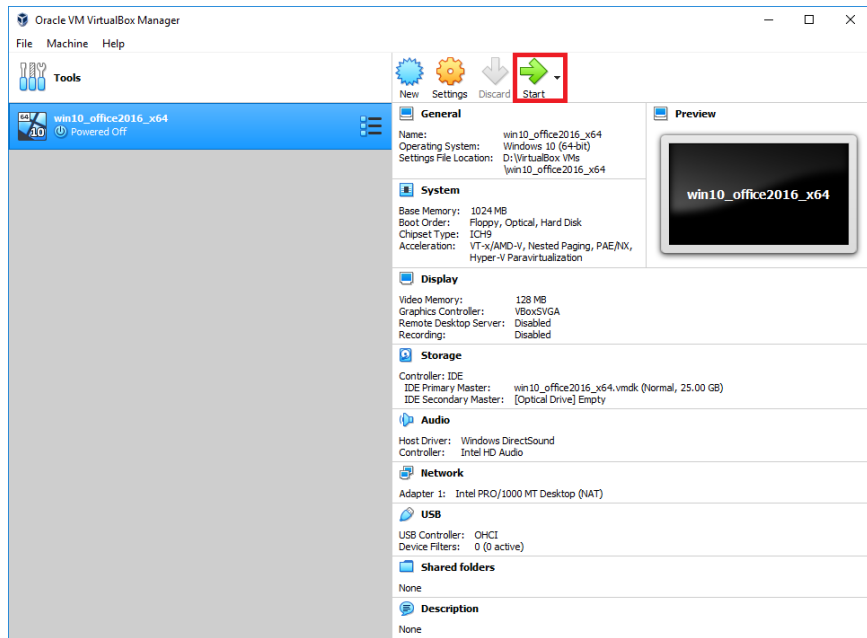 Oracle VM VirtualBox Manager
File Machine Help
Tools
New Settings Discard Start
64
10
win10_office2016_x64
Powered Off
General
Name: win10_office2016_x64
Operating System: Windows 10 (64-bit)
Settings File Location: D:\VirtualBox VMs
\win10_office2016_x64
Preview
win10_office2016_x64
System
Base Memory: 1024 MB
Boot Order: Floppy, Optical, Hard Disk
Chipset Type: ICH9
Acceleration: VT-x/AMD-V, Nested Paging, PAE/NX,
Hyper-V Paravirtualization
Display
Video Memory: 128 MB
Graphics Controller: VBoxSVGA
Remote Desktop Server: Disabled
Recording: Disabled
Storage
Controller: IDE
IDE Primary Master: win10_office2016_x64.vmdk (Normal, 25.00 GB)
IDE Secondary Master: [Optical Drive] Empty
Audio
Host Driver: Windows DirectSound
Controller: Intel HD Audio
Network
Adapter 1: Intel PRO/1000 MT Desktop (NAT)
USB
USB Controller: OHCI
Device Filters: 0 (0 active)
Shared folders
None
Description
None